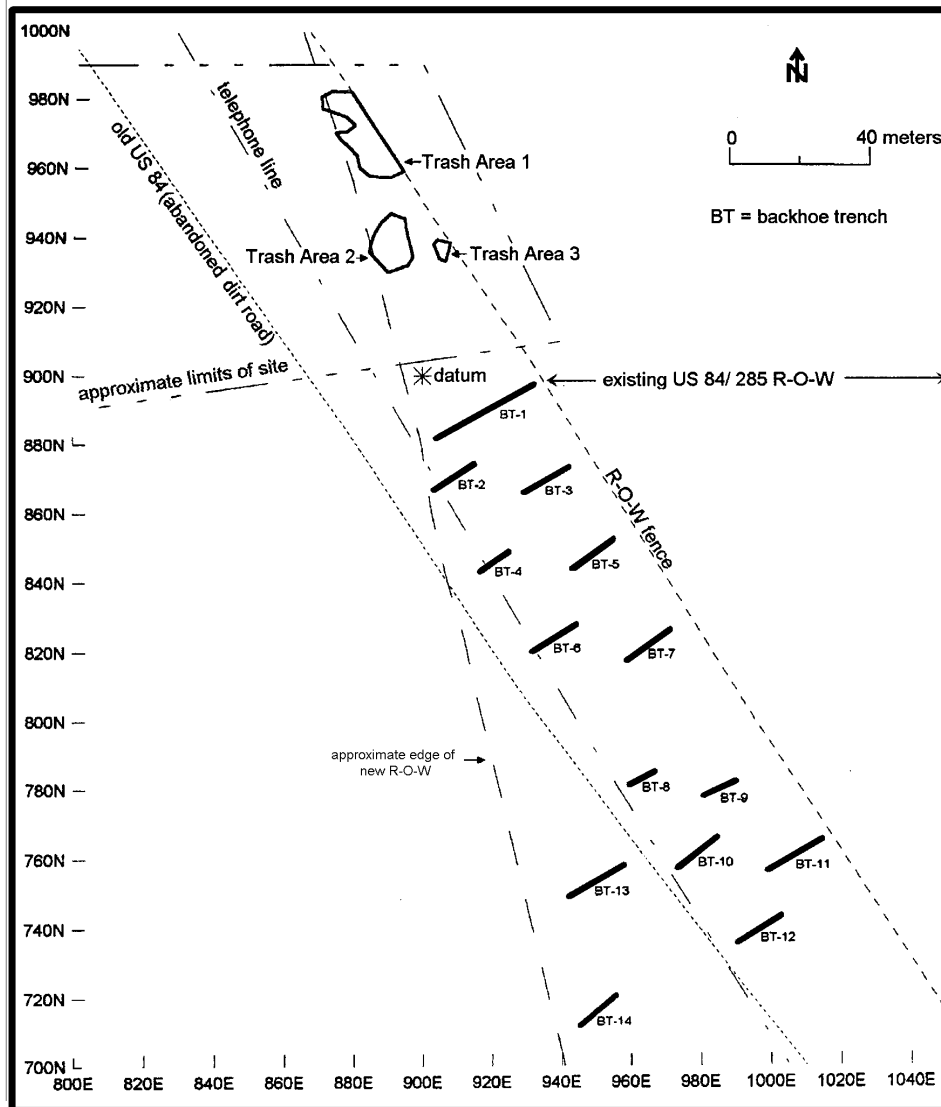 1000N
980N
960N
940N
920N
900N
880N
860N
840N
820N
800N
780N
760N
740N
720N
700N
800E
820E
840E
860E
880E
900E
920E
940E
960E
980E
1000E
1020E
1040E
N
0 40 meters
BT = backhoe trench
telephone line
old US 84 (abandoned dirt road)
Trash Area 1
Trash Area 2
Trash Area 3
approximate limits of site
datum
existing US 84/ 285 R-O-W
R-O-W fence
BT-1
BT-2
BT-3
BT-4
BT-5
BT-6
BT-7
approximate edge of
new R-O-W
BT-8
BT-9
BT-10
BT-11
BT-13
BT-12
BT-14